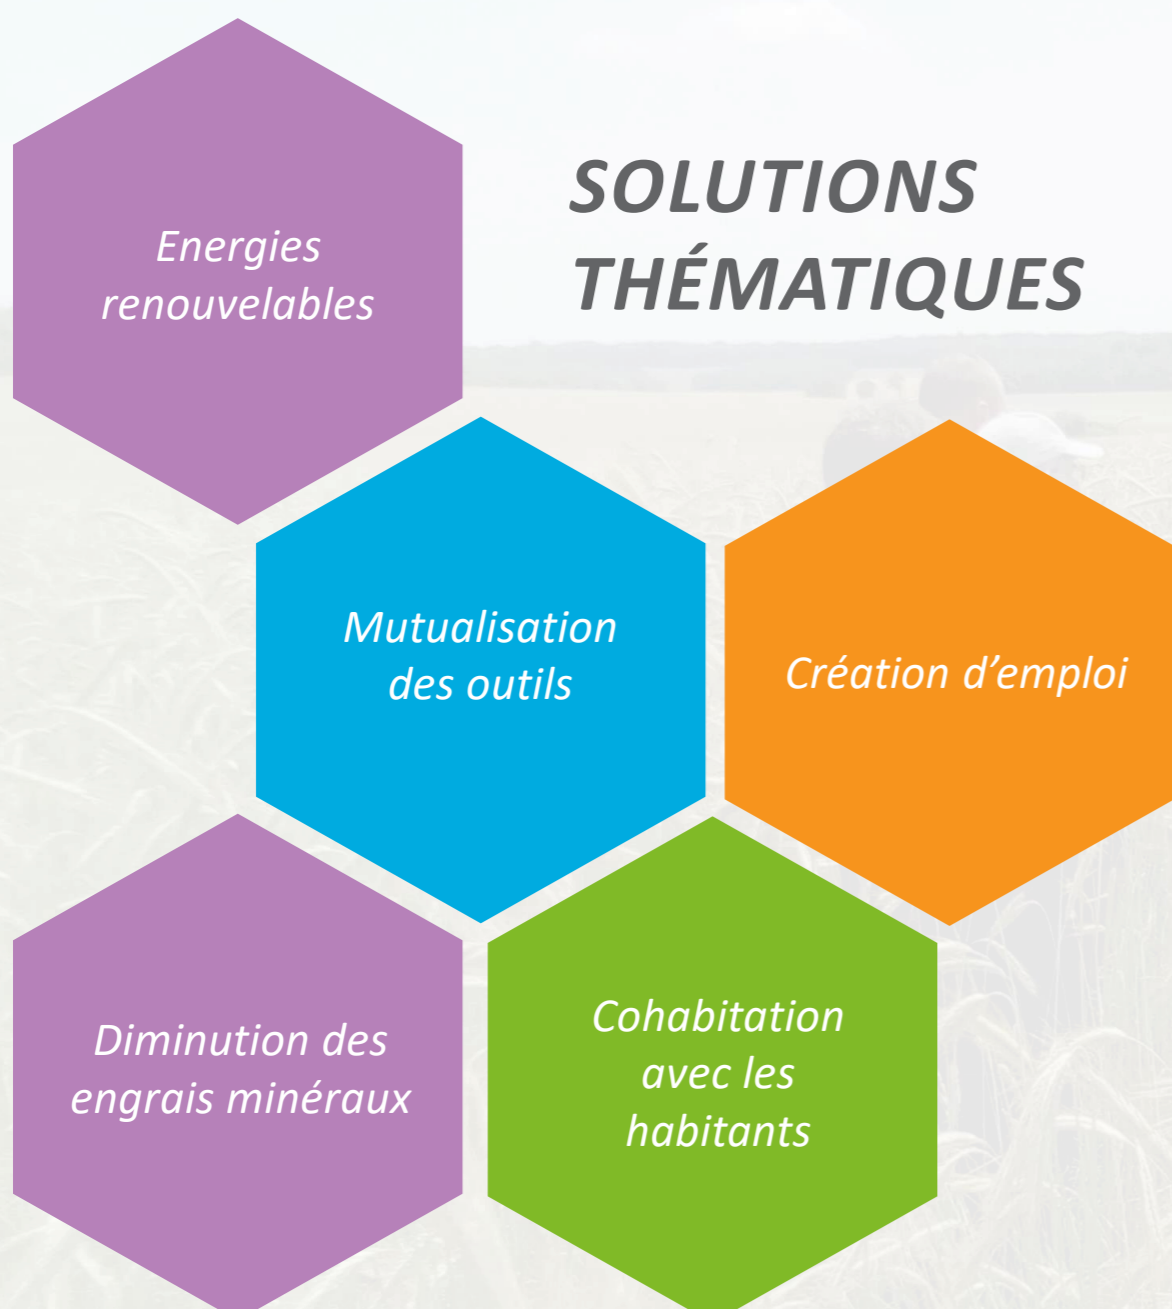 SOLUTIONS
THÉMATIQUES
Energies
renouvelables
Mutualisation
des outils
Création d’emploi
Diminution des
engrais minéraux
Cohabitation
avec les
habitants